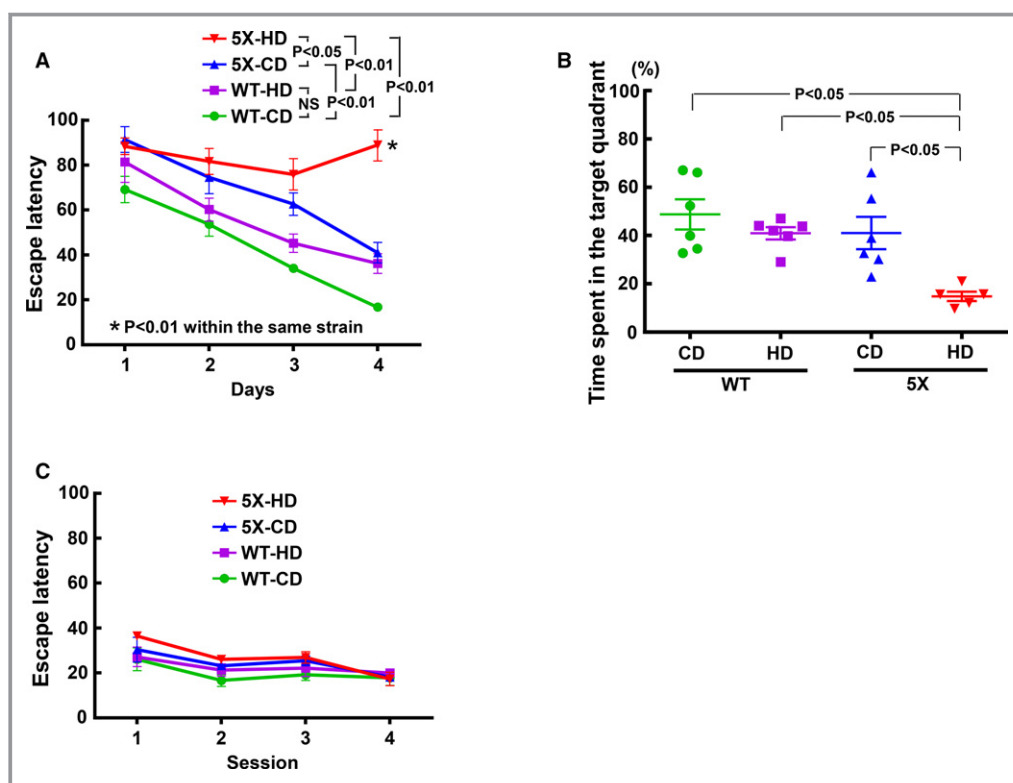 A
5X-HD
5X-CD
WT-HD
WT-CD
P<0.05
P<0.01
P<0.01
NS
P<0.01
100
80
60
40
20
0
Escape latency
*
* P<0.01 within the same strain
1 2 3 4
Days
B
(%)
100
80
60
40
20
0
Time spent in the target quadrant
P<0.05
P<0.05
P<0.05
CD HD CD HD
WT 5X
C
100
80
60
40
20
0
Escape latency
5X-HD
5X-CD
WT-HD
WT-CD
1 2 3 4
Session